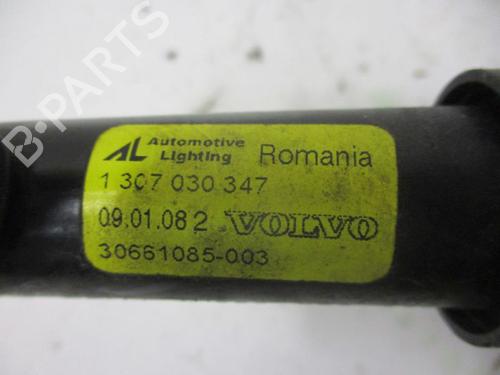 B-PARTS
AL Automotive Lighting Romania
1 307 030 347
09.01.08 2 VOLVO
30661085-003